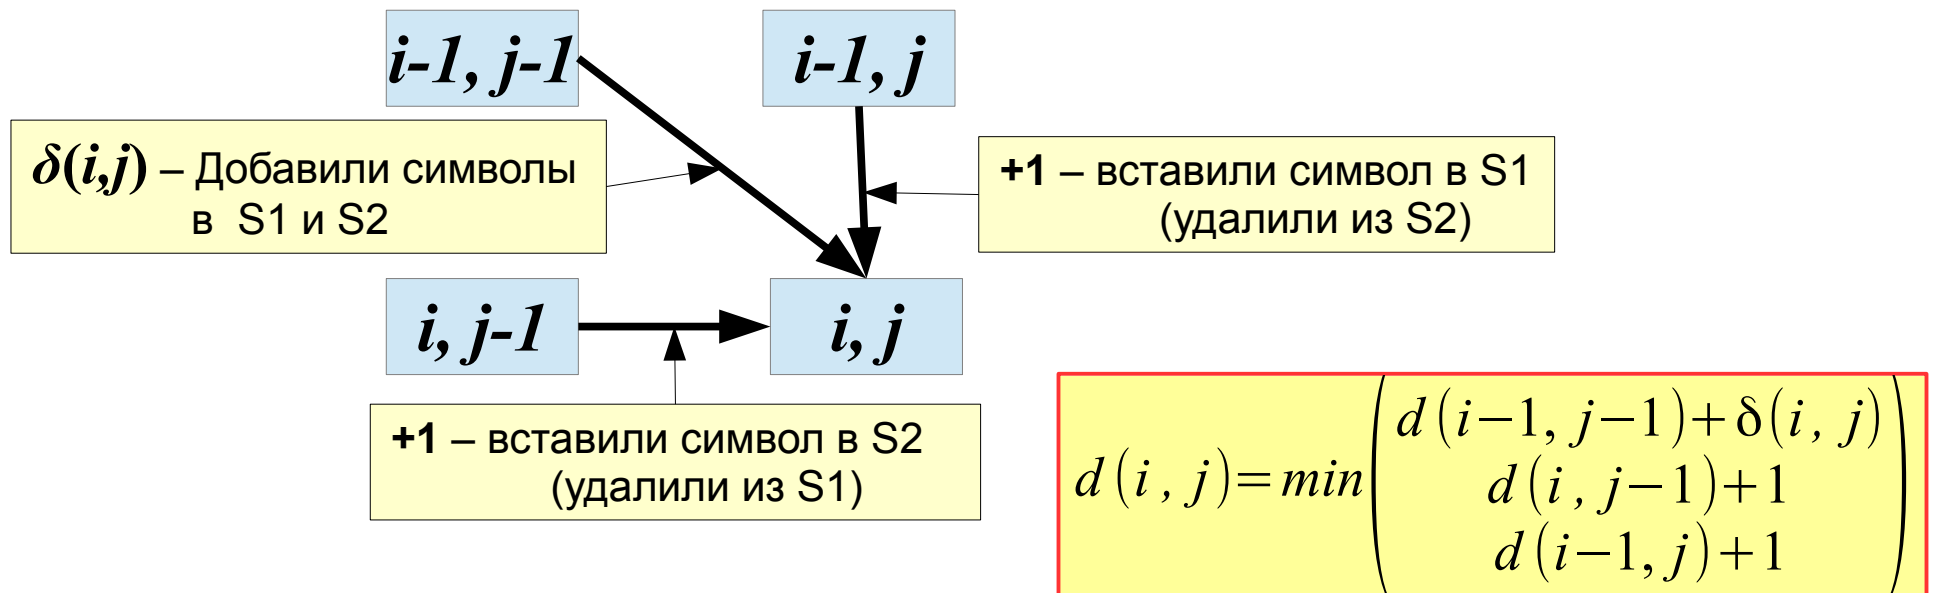 i-1, j-1
i-1, j
δ(i,j) – Добавили символы
в S1 и S2
+1 – вставили символ в S1
(удалили из S2)
i, j-1
i, j
+1 – вставили символ в S2
(удалили из S1)
d(i, j)=min(
d(i−1, j−1)+δ(i, j)
d(i, j−1)+1
d(i−1, j)+1
)